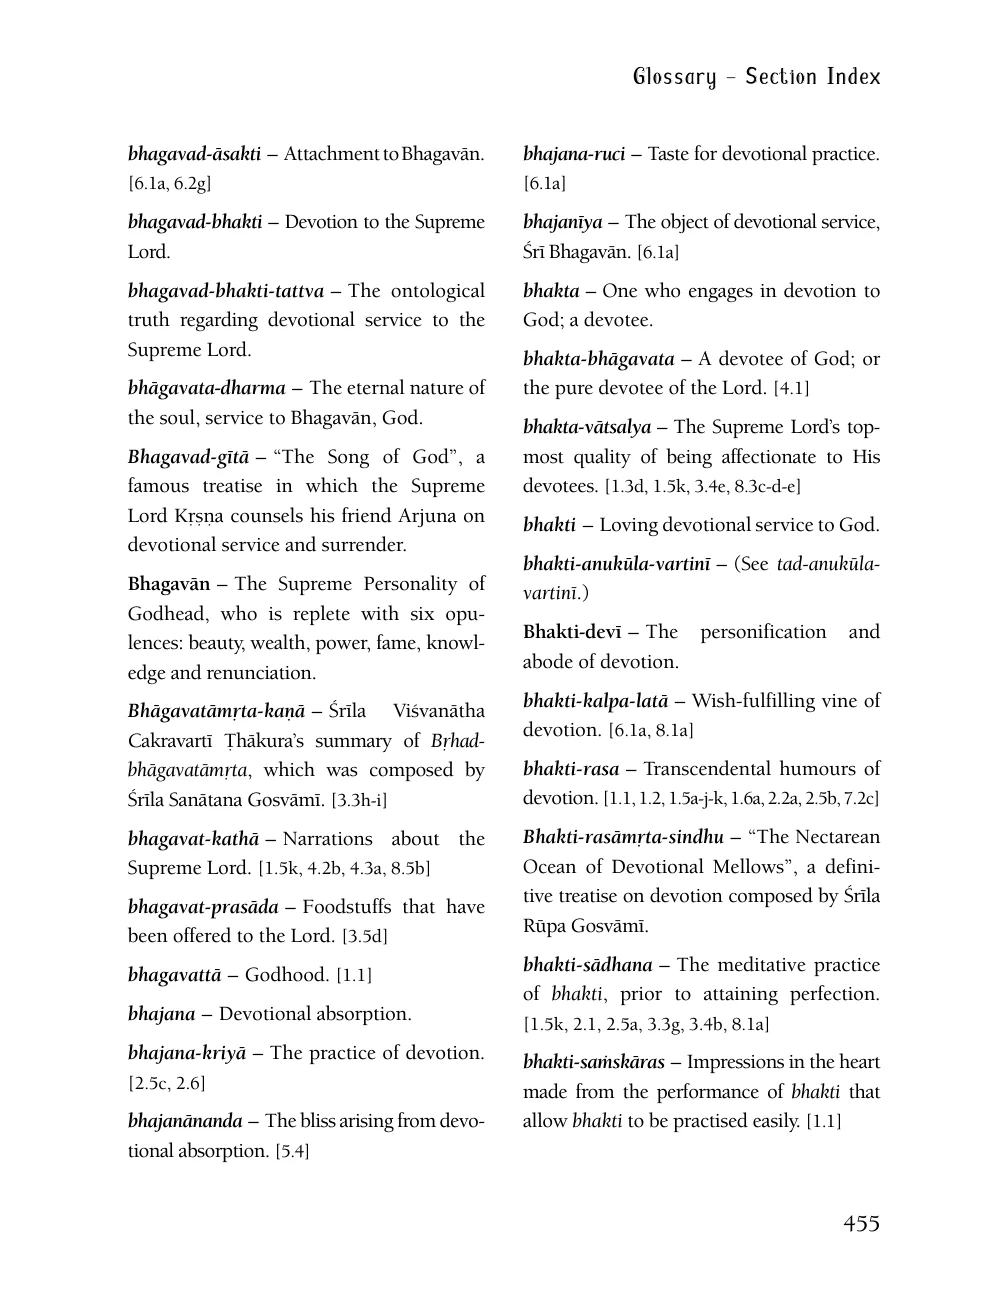 Glossary – Section Index
bhagavad-āsakti – Attachment to Bhagavān.
[6.1a, 6.2g]
bhagavad-bhakti – Devotion to the Supreme
Lord.
bhagavad-bhakti-tattva – The ontological
truth regarding devotional service to the
Supreme Lord.
bhāgavata-dharma – The eternal nature of
the soul, service to Bhagavān, God.
Bhagavad-gītā – “The Song of God”, a
famous treatise in which the Supreme
Lord Kṛṣṇa counsels his friend Arjuna on
devotional service and surrender.
Bhagavān – The Supreme Personality of
Godhead, who is replete with six opu-
lences: beauty, wealth, power, fame, knowl-
edge and renunciation.
Bhāgavatāmṛta-kaṇā – Śrīla Viśvanātha
Cakravartī Ṭhākura’s summary of Bṛhad-
bhāgavatāmṛta, which was composed by
Śrīla Sanātana Gosvāmī. [3.3h-i]
bhagavat-kathā – Narrations about the
Supreme Lord. [1.5k, 4.2b, 4.3a, 8.5b]
bhagavat-prasāda – Foodstuffs that have
been offered to the Lord. [3.5d]
bhagavattā – Godhood. [1.1]
bhajana – Devotional absorption.
bhajana-kriyā – The practice of devotion.
[2.5c, 2.6]
bhajanānanda – The bliss arising from devo-
tional absorption. [5.4]
bhajana-ruci – Taste for devotional practice.
[6.1a]
bhajanīya – The object of devotional service,
Śrī Bhagavān. [6.1a]
bhakta – One who engages in devotion to
God; a devotee.
bhakta-bhāgavata – A devotee of God; or
the pure devotee of the Lord. [4.1]
bhakta-vātsalya – The Supreme Lord’s top-
most quality of being affectionate to His
devotees. [1.3d, 1.5k, 3.4e, 8.3c-d-e]
bhakti – Loving devotional service to God.
bhakti-anukūla-vartinī – (See tad-anukūla-
vartinī.)
Bhakti-devī – The personification and
abode of devotion.
bhakti-kalpa-latā – Wish-fulfilling vine of
devotion. [6.1a, 8.1a]
bhakti-rasa – Transcendental humours of
devotion. [1.1, 1.2, 1.5a-j-k, 1.6a, 2.2a, 2.5b, 7.2c]
Bhakti-rasāmṛta-sindhu – “The Nectarean
Ocean of Devotional Mellows”, a defini-
tive treatise on devotion composed by Śrīla
Rūpa Gosvāmī.
bhakti-sādhana – The meditative practice
of bhakti, prior to attaining perfection.
[1.5k, 2.1, 2.5a, 3.3g, 3.4b, 8.1a]
bhakti-saṁskāras – Impressions in the heart
made from the performance of bhakti that
allow bhakti to be practised easily. [1.1]
455